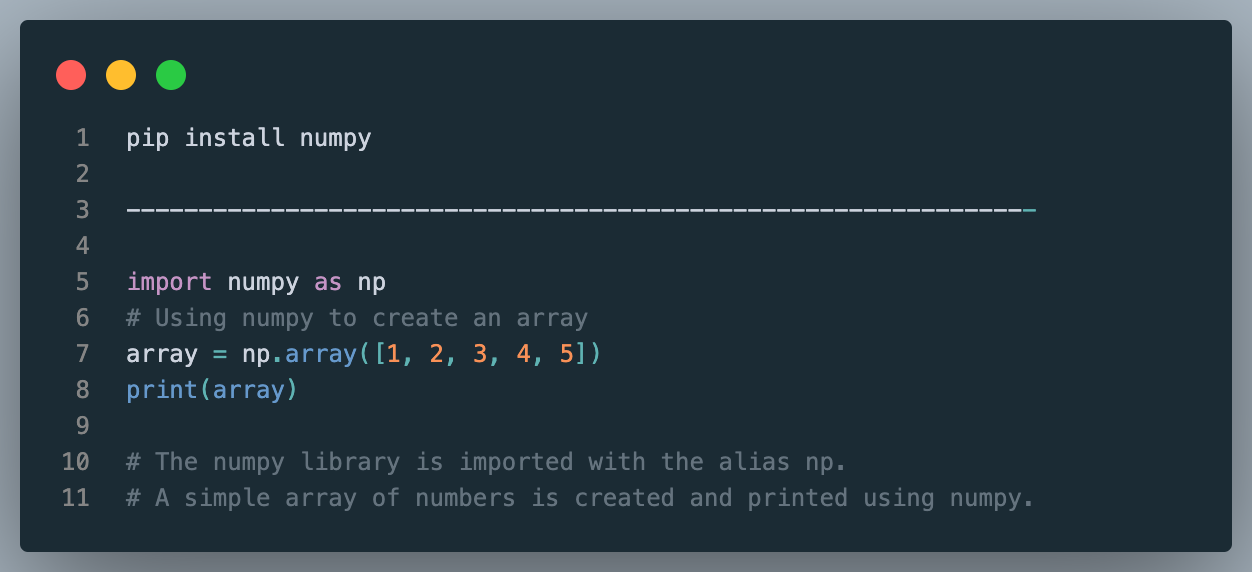 1 pip install numpy
2
3 ---------------------------------------------------------------
4
5 import numpy as np
6 # Using numpy to create an array
7 array = np.array([1, 2, 3, 4, 5])
8 print(array)
9
10 # The numpy library is imported with the alias np.
11 # A simple array of numbers is created and printed using numpy.